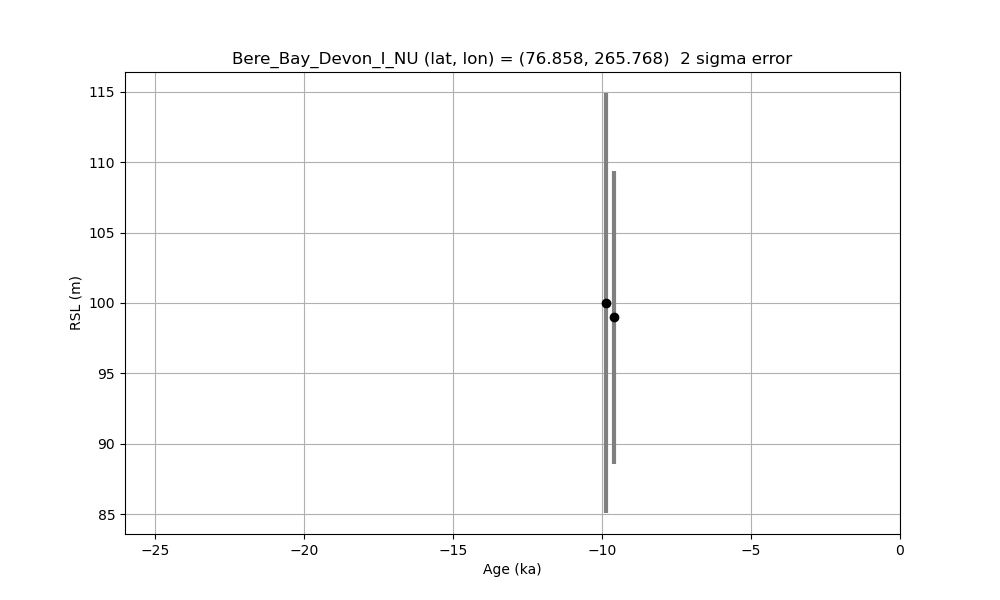 Bere_Bay_Devon_I_NU (lat, lon) = (76.858, 265.768)  2 sigma error
115
110
105
100
95
90
85
RSL (m)
−25 −20 −15 −10 −5 0
Age (ka)